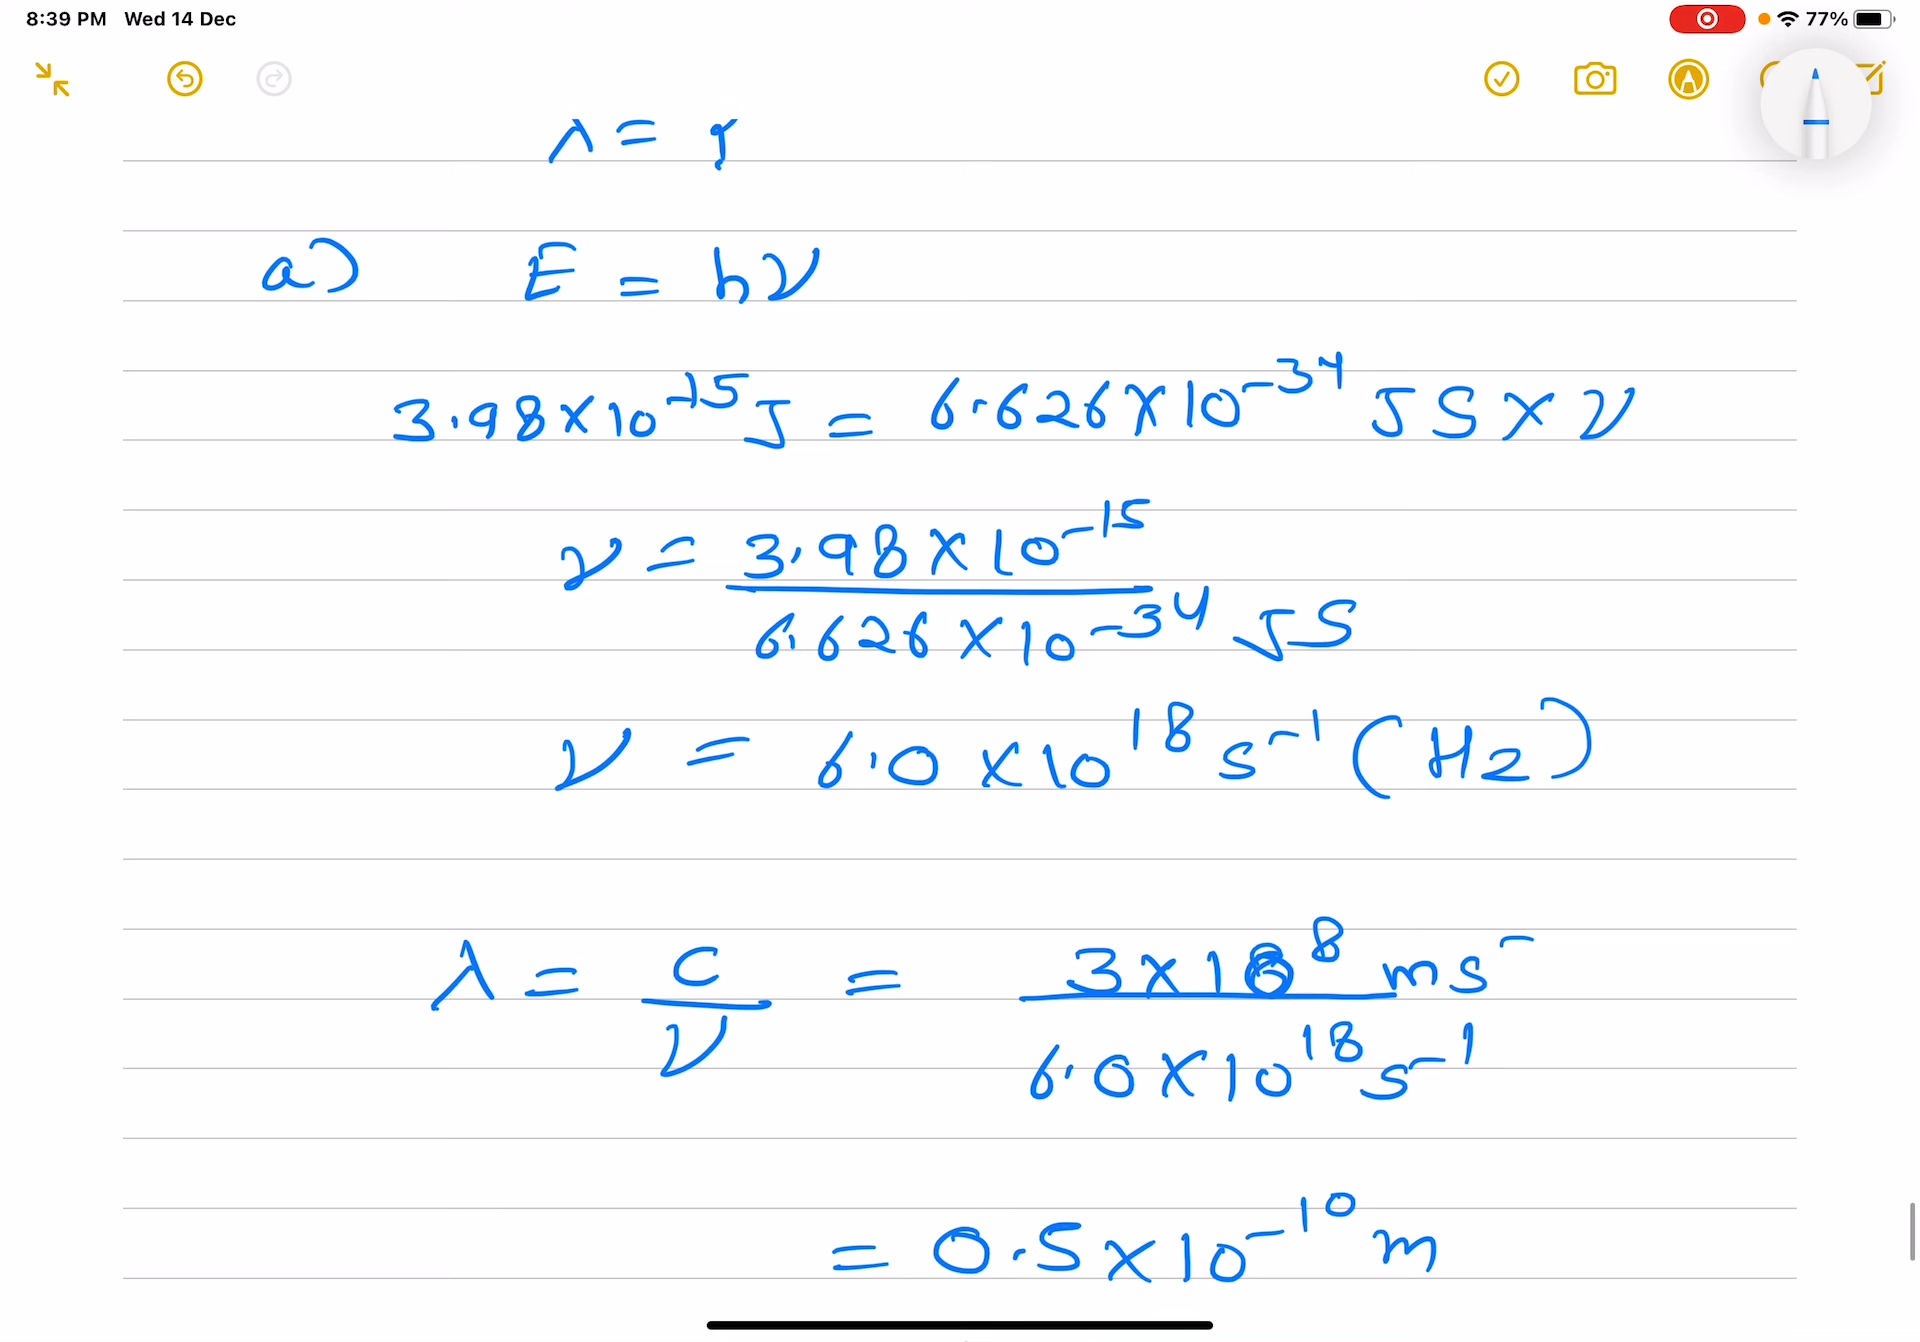 8:39 PM Wed 14 Dec 77%
λ = ?
a) E = hν
3.98 × 10⁻¹⁵ J = 6.626 × 10⁻³⁴ JS × ν
ν = 3.98 × 10⁻¹⁵
6.626 × 10⁻³⁴ JS
ν = 6.0 × 10¹⁸ s⁻¹ (Hz)
λ = c / ν = 3 × 10⁸ ms⁻
6.0 × 10¹⁸ s⁻¹
= 0.5 × 10⁻¹⁰ m